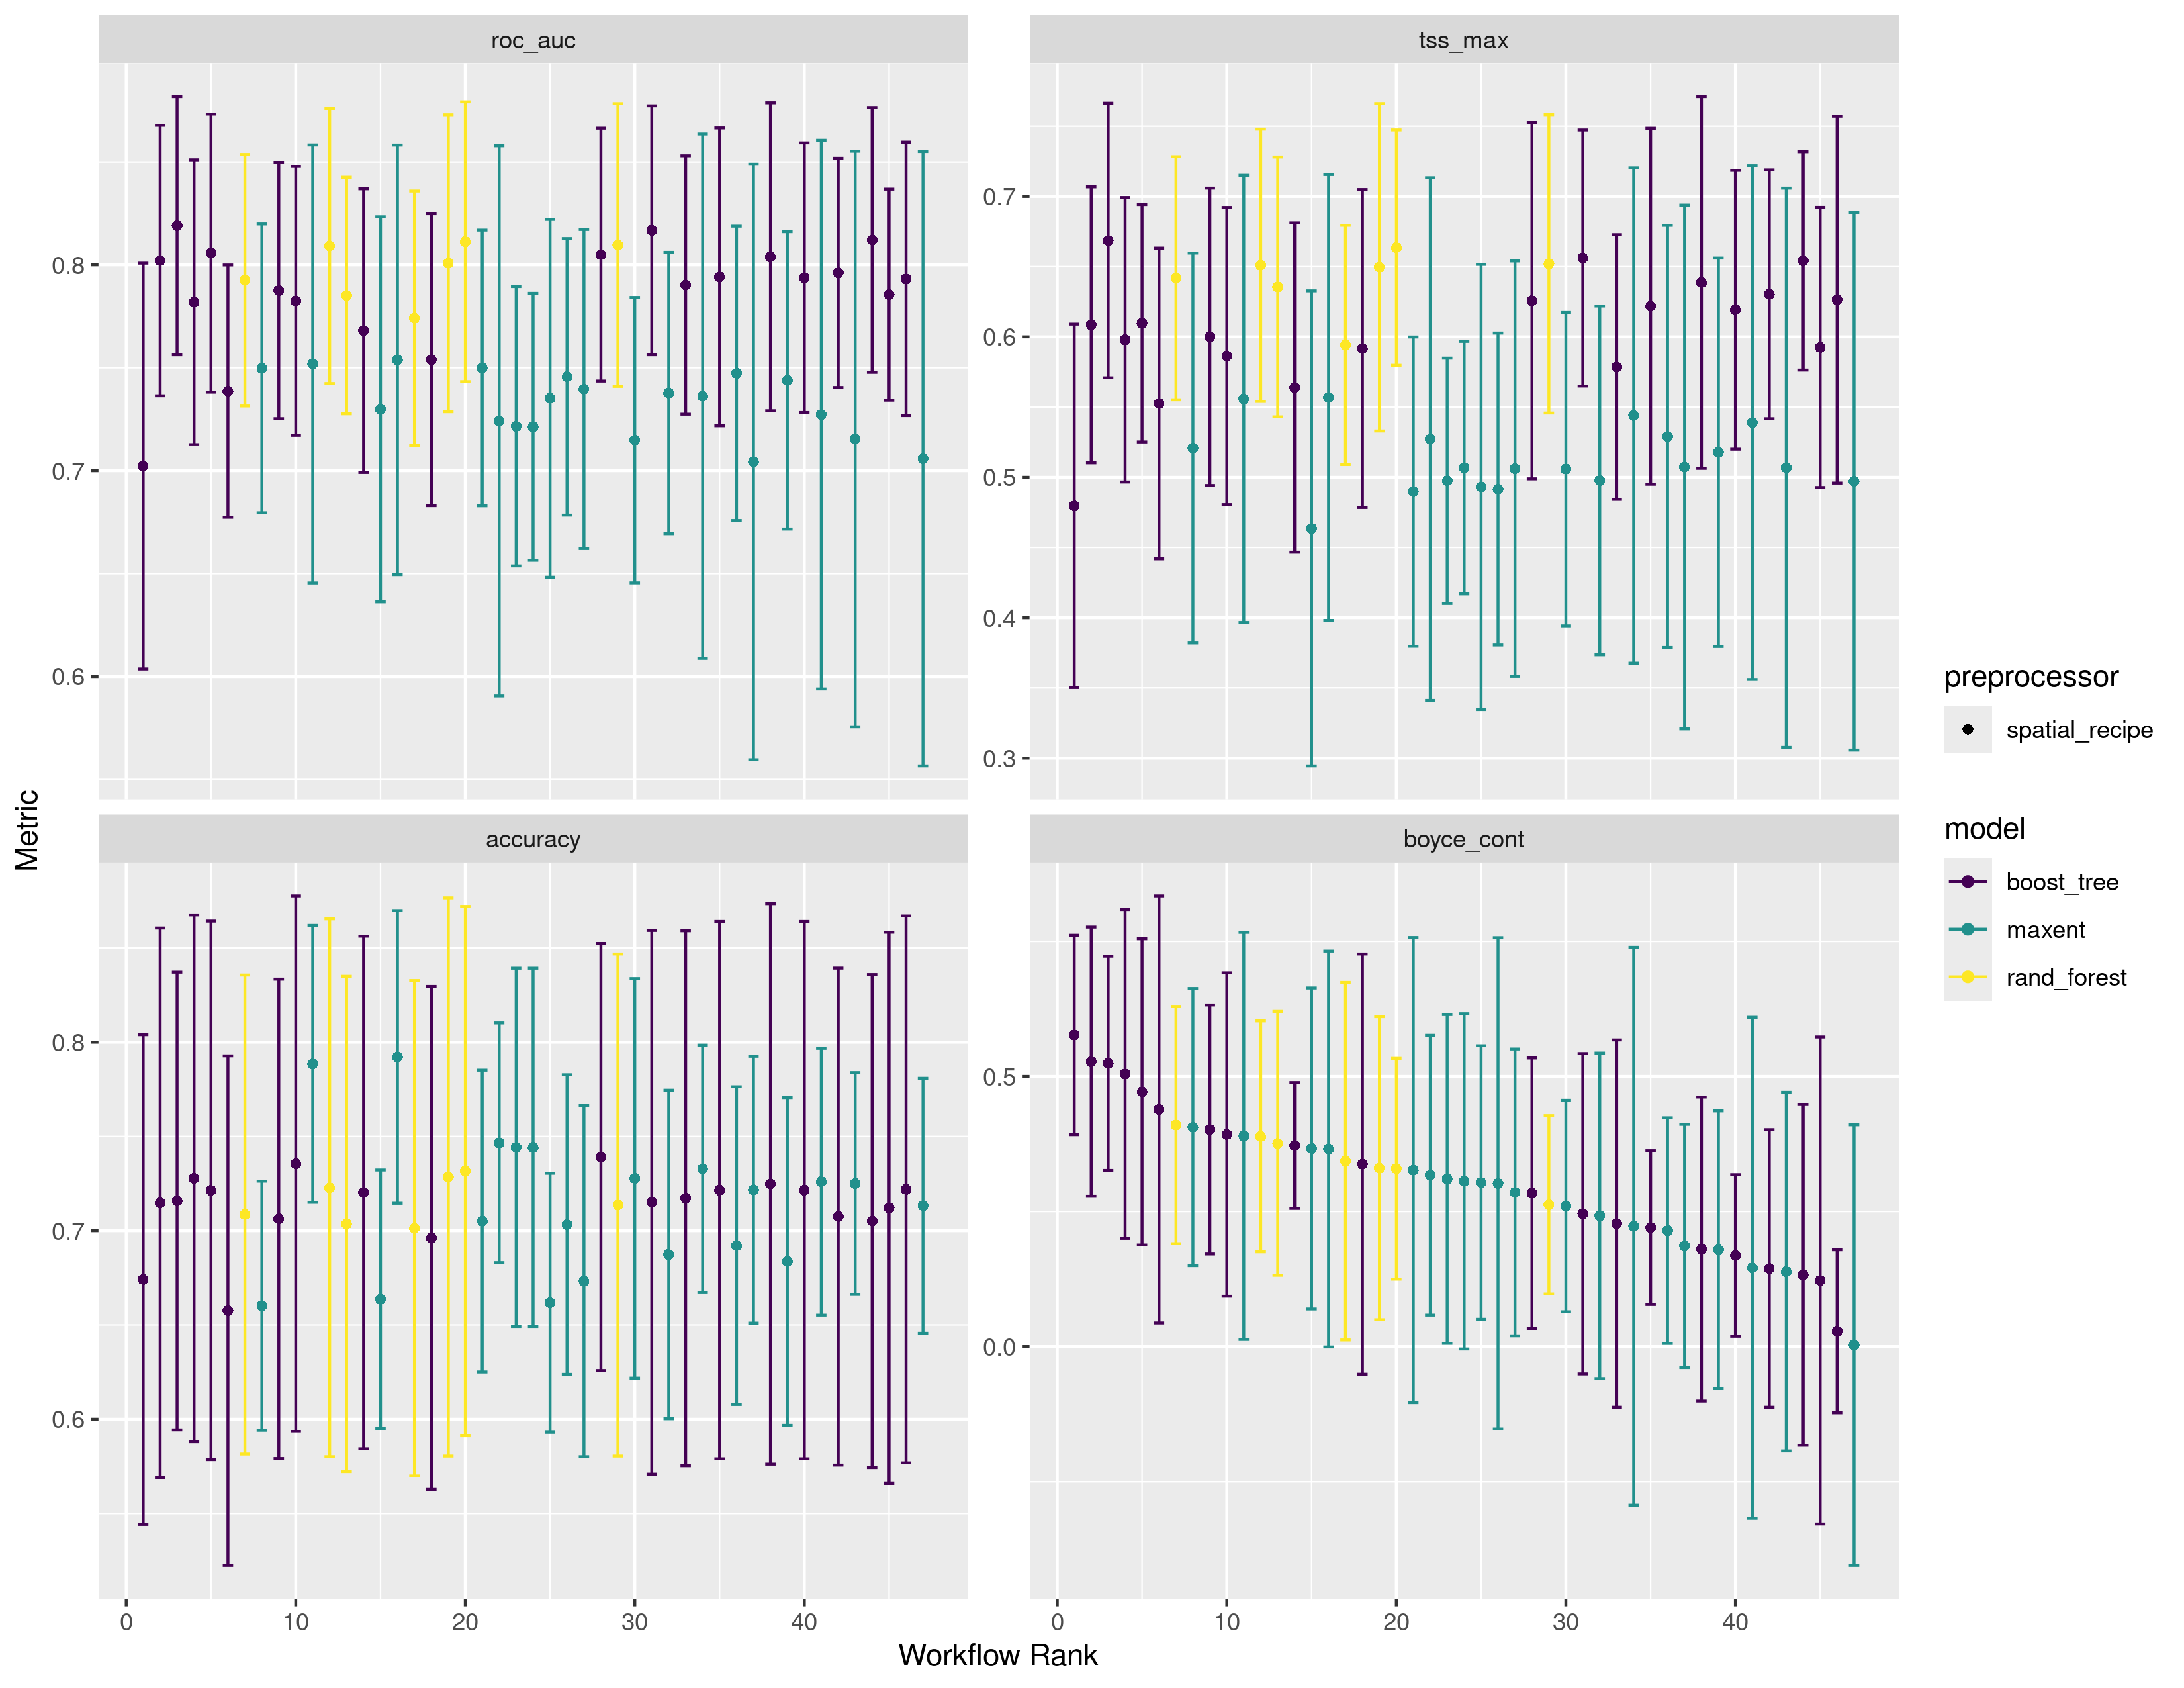 roc_auc
tss_max
0.8
0.7
0.6
0.7
0.6
0.5
0.4
0.3
Metric
accuracy
boyce_cont
0.8
0.7
0.6
0.5
0.0
0 10 20 30 40
0 10 20 30 40
Workflow Rank
preprocessor
spatial_recipe
model
boost_tree
maxent
rand_forest